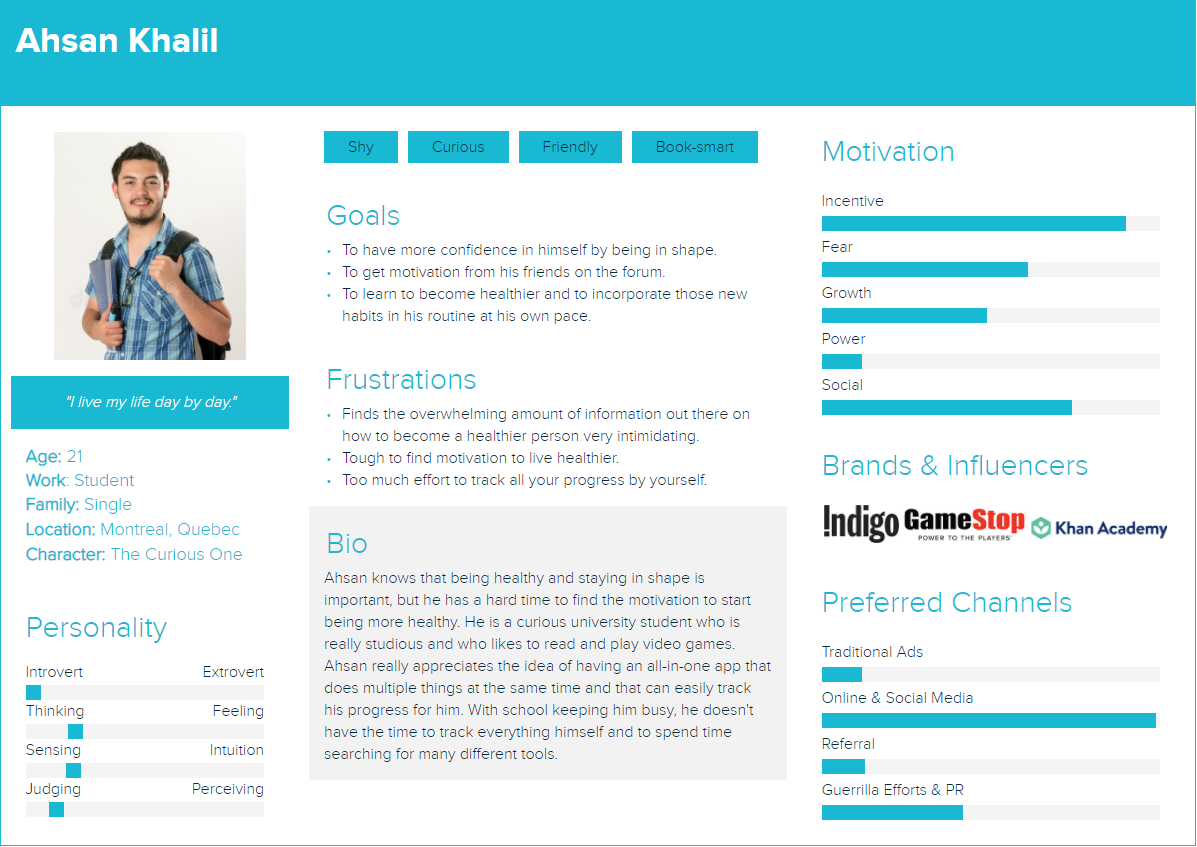 Ahsan Khalil
"I live my life day by day."
Age: 21
Work: Student
Family: Single
Location: Montreal, Quebec
Character: The Curious One
Personality
Introvert Extrovert
Thinking Feeling
Sensing Intuition
Judging Perceiving
Shy Curious Friendly Book-smart
Goals
• To have more confidence in himself by being in shape.
• To get motivation from his friends on the forum.
• To learn to become healthier and to incorporate those new
habits in his routine at his own pace.
Frustrations
• Finds the overwhelming amount of information out there on
how to become a healthier person very intimidating.
• Tough to find motivation to live healthier.
• Too much effort to track all your progress by yourself.
Bio
Ahsan knows that being healthy and staying in shape is
important, but he has a hard time to find the motivation to start
being more healthy. He is a curious university student who is
really studious and who likes to read and play video games.
Ahsan really appreciates the idea of having an all-in-one app that
does multiple things at the same time and that can easily track
his progress for him. With school keeping him busy, he doesn't
have the time to track everything himself and to spend time
searching for many different tools.
Motivation
Incentive
Fear
Growth
Power
Social
Brands & Influencers
Indigo GameStop Khan Academy
POWER TO THE PLAYERS
Preferred Channels
Traditional Ads
Online & Social Media
Referral
Guerrilla Efforts & PR